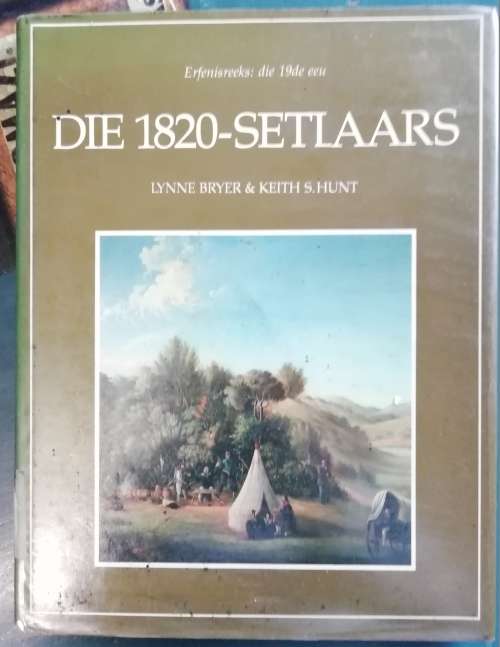 Erfenisreeks: die 19de eeu
DIE 1820-SETLAARS
LYNNE BRYER & KEITH S. HUNT